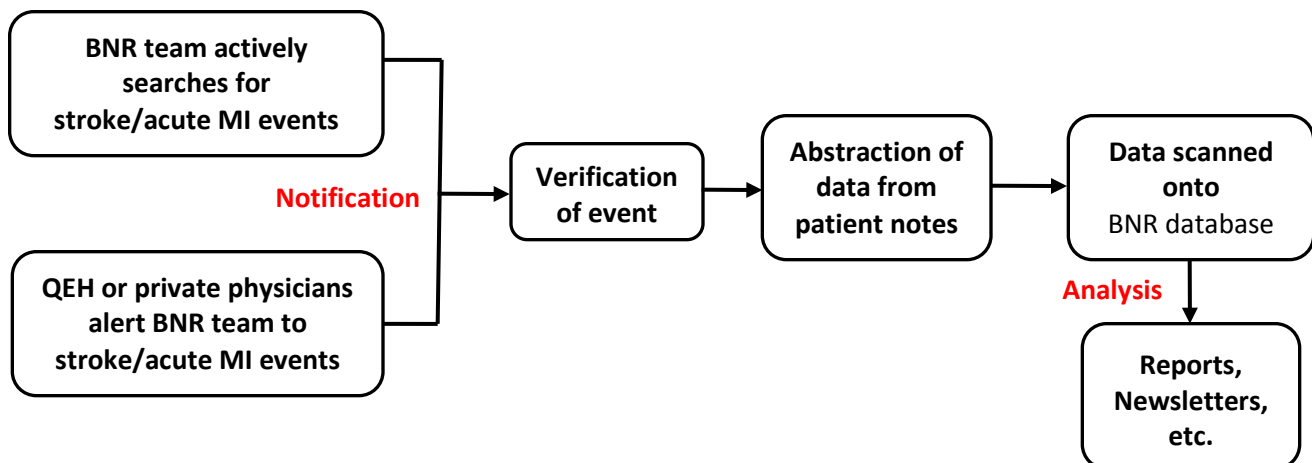 BNR team actively
searches for
stroke/acute MI events
Notification
QEH or private physicians
alert BNR team to
stroke/acute MI events
Verification
of event
Abstraction of
data from
patient notes
Data scanned
onto
BNR database
Analysis
Reports,
Newsletters,
etc.